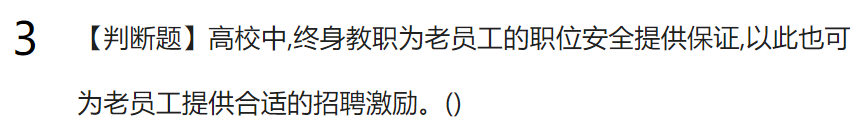 3 【判断题】高校中,终身教职为老员工的职位安全提供保证,以此也可
为老员工提供合适的招聘激励。()